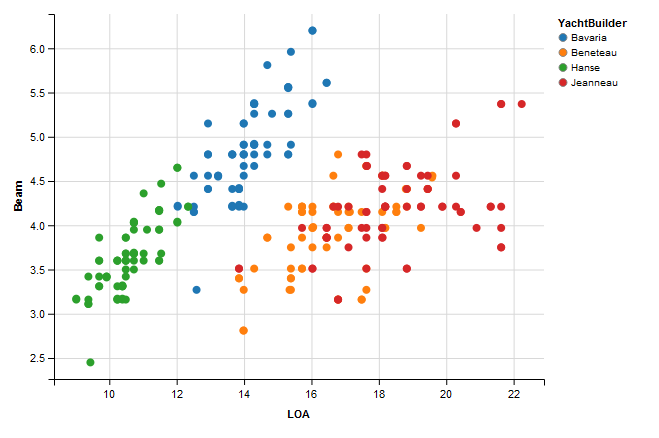 YachtBuilder
Bavaria
Beneteau
Hanse
Jeanneau
6.0
5.5
5.0
4.5
4.0
3.5
3.0
2.5
Beam
10 12 14 16 18 20 22
LOA